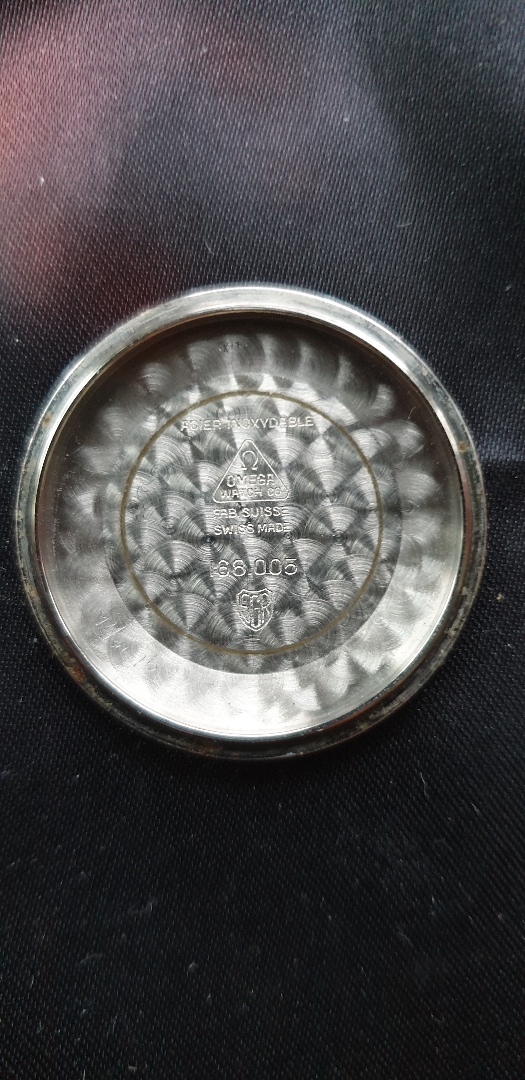 ACIER INOXYDABLE
Ω
OMEGA
WATCH CO
FAB. SUISSE
SWISS MADE
168.005